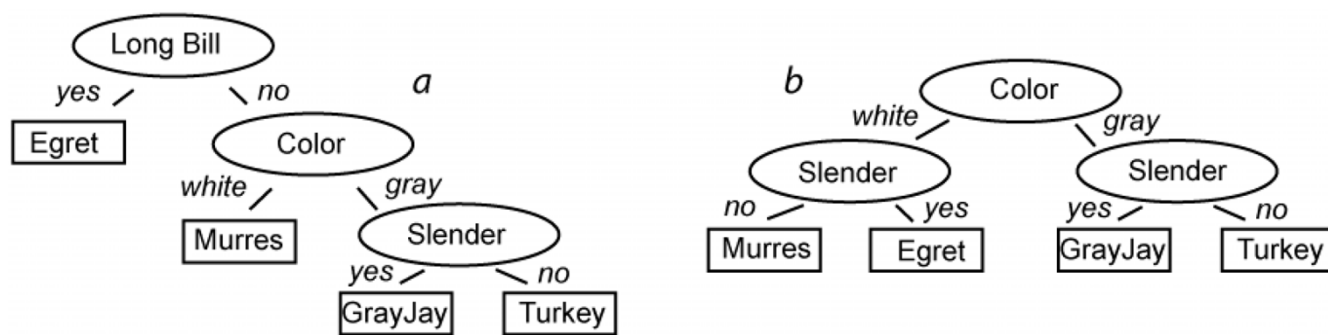 Long Bill
a
yes
no
Egret
Color
white
gray
Murres
Slender
yes
no
GrayJay
Turkey
b
Color
white
gray
Slender
Slender
no
yes
yes
no
Murres
Egret
GrayJay
Turkey